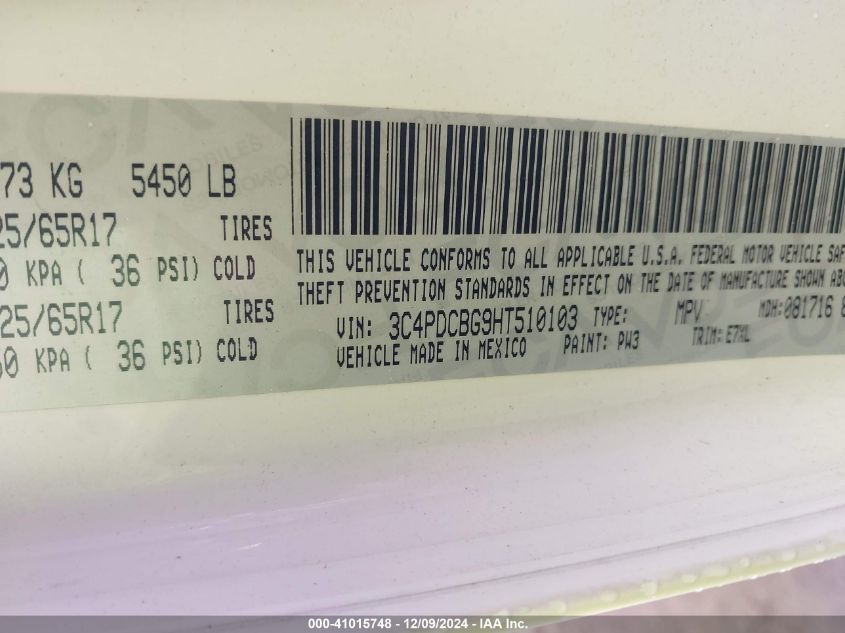 73 KG 5450 LB
25/65R17 TIRES
0 KPA ( 36 PSI) COLD
25/65R17 TIRES
0 KPA ( 36 PSI) COLD
THIS VEHICLE CONFORMS TO ALL APPLICABLE U.S.A. FEDERAL MOTOR VEHICLE SAF
THEFT PREVENTION STANDARDS IN EFFECT ON THE DATE OF MANUFACTURE SHOWN ABO
VIN: 3C4PDCBG9HT510103 TYPE: MPV MDH:081716 8
VEHICLE MADE IN MEXICO PAINT: PW3 TRIM: E7XL
000-41015748 - 12/09/2024 - IAA Inc.